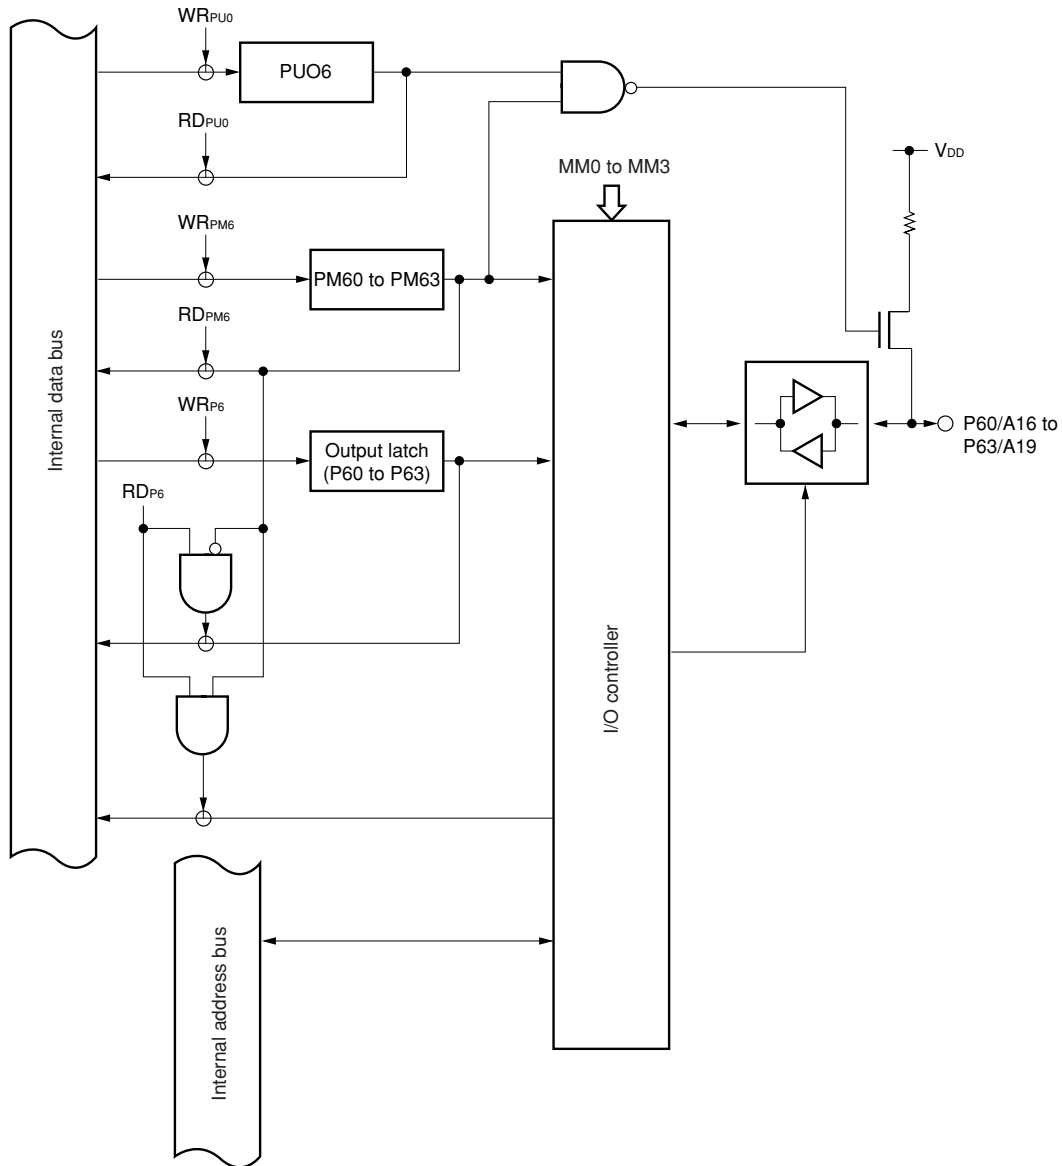 WRPU0
PUO6
RDPU0
VDD
MM0 to MM3
WRPM6
PM60 to PM63
RDPM6
Internal data bus
WRP6
Output latch
(P60 to P63)
P60/A16 to
P63/A19
RDP6
I/O controller
Internal address bus